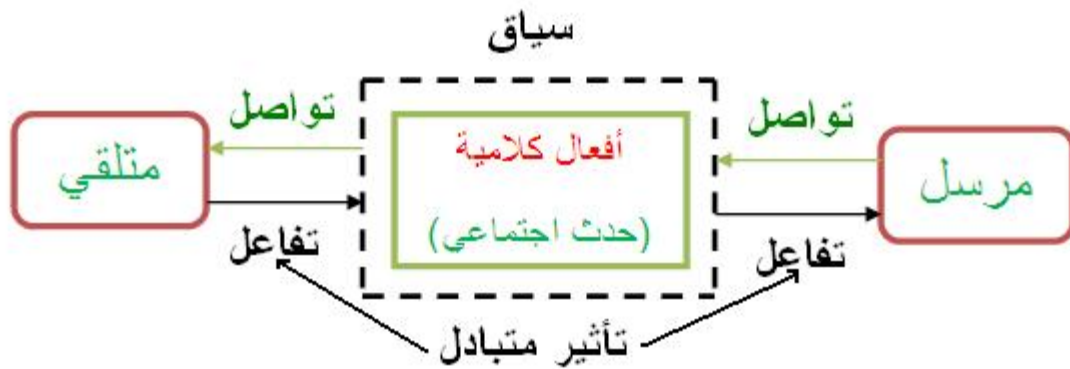 سياق
تواصل
تواصل
مرسل
أفعال كلامية
(حدث اجتماعي)
متلقي
تفاعل
تفاعل
تأثير متبادل